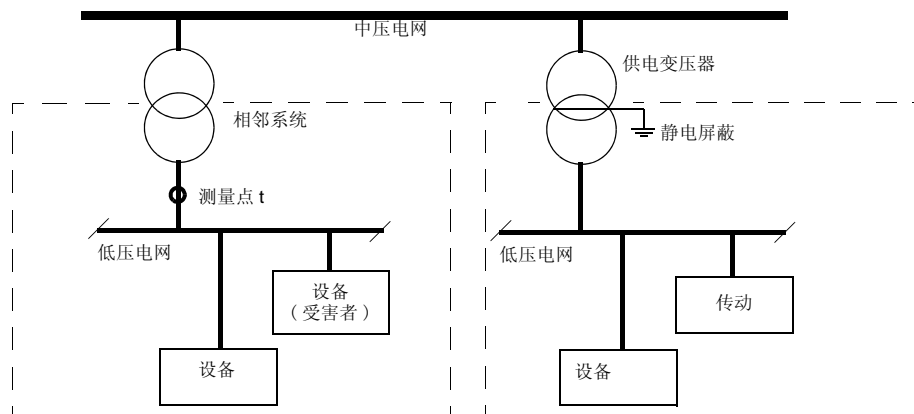 中压电网
供电变压器
相邻系统
静电屏蔽
测量点 t
低压电网
低压电网
设备
（受害者）
传动
设备
设备